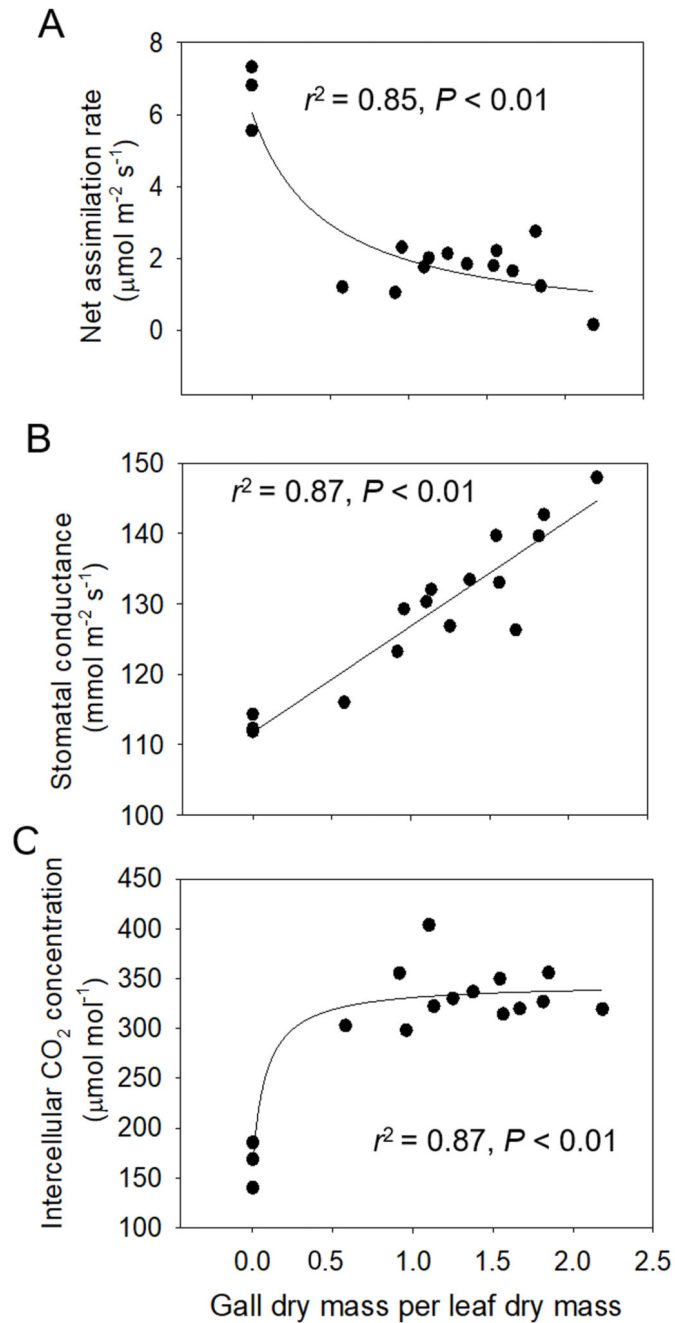 A
8
6
4
2
0
Net assimilation rate
(μmol m⁻² s⁻¹)
r² = 0.85, P < 0.01
B
150
140
130
120
110
100
Stomatal conductance
(mmol m⁻² s⁻¹)
r² = 0.87, P < 0.01
C
450
400
350
300
250
200
150
100
Intercellular CO₂ concentration
(μmol mol⁻¹)
r² = 0.87, P < 0.01
0.0 0.5 1.0 1.5 2.0 2.5
Gall dry mass per leaf dry mass